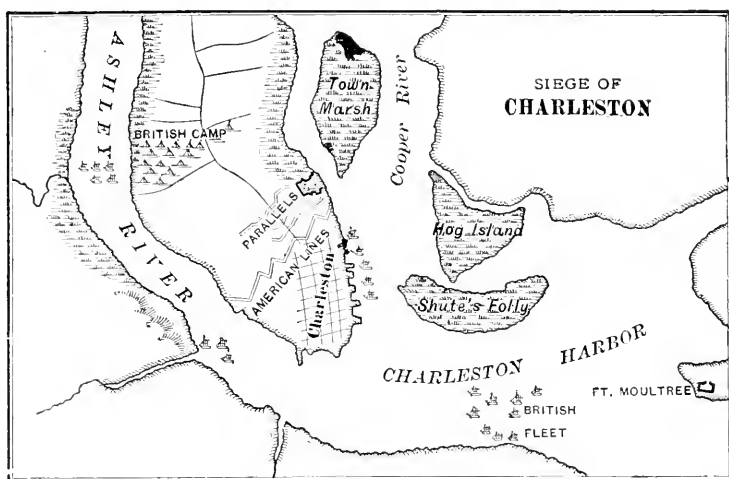 SIEGE OF
CHARLESTON
ASHLEY
RIVER
Town
Marsh
Cooper River
BRITISH CAMP
PARALLELS
AMERICAN LINES
Charleston
Hog Island
Shute's Folly
CHARLESTON HARBOR
FT. MOULTREE
BRITISH
FLEET